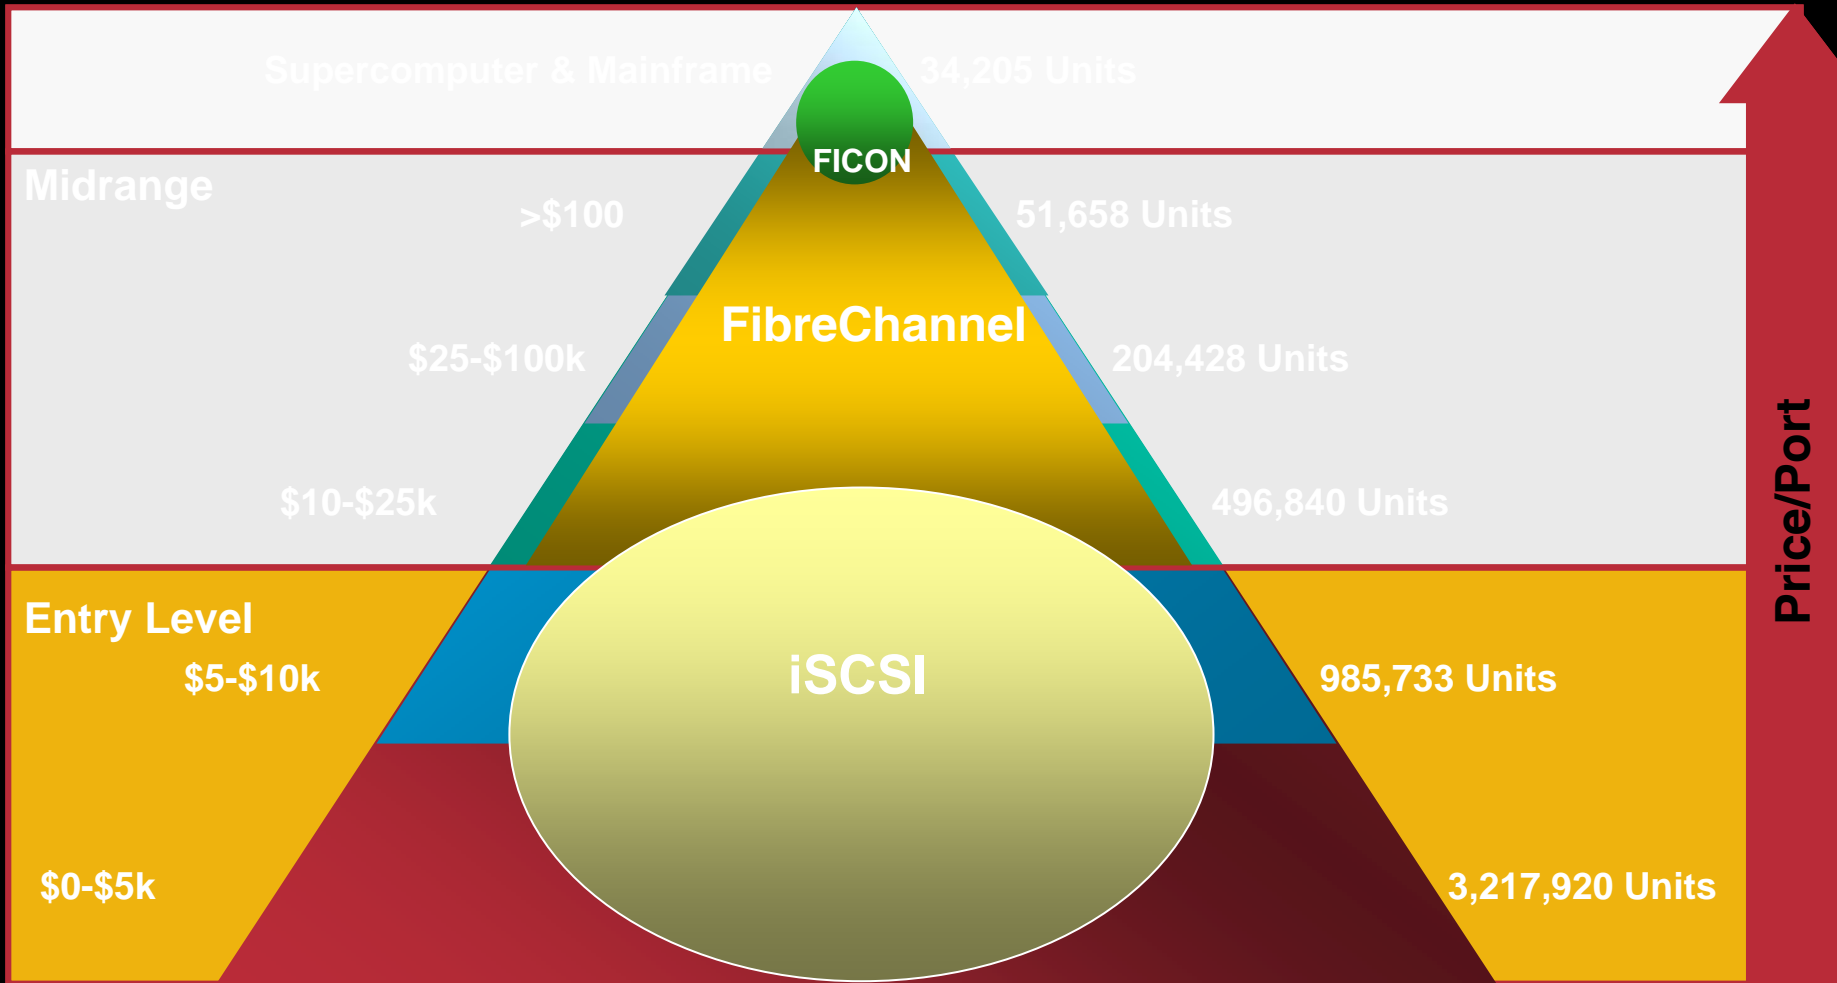 Supercomputer & Mainframe
34,205 Units
FICON
Midrange
>$100
51,658 Units
FibreChannel
$25-$100k
204,428 Units
$10-$25k
496,840 Units
Price/Port
Entry Level
iSCSI
$5-$10k
985,733 Units
$0-$5k
3,217,920 Units